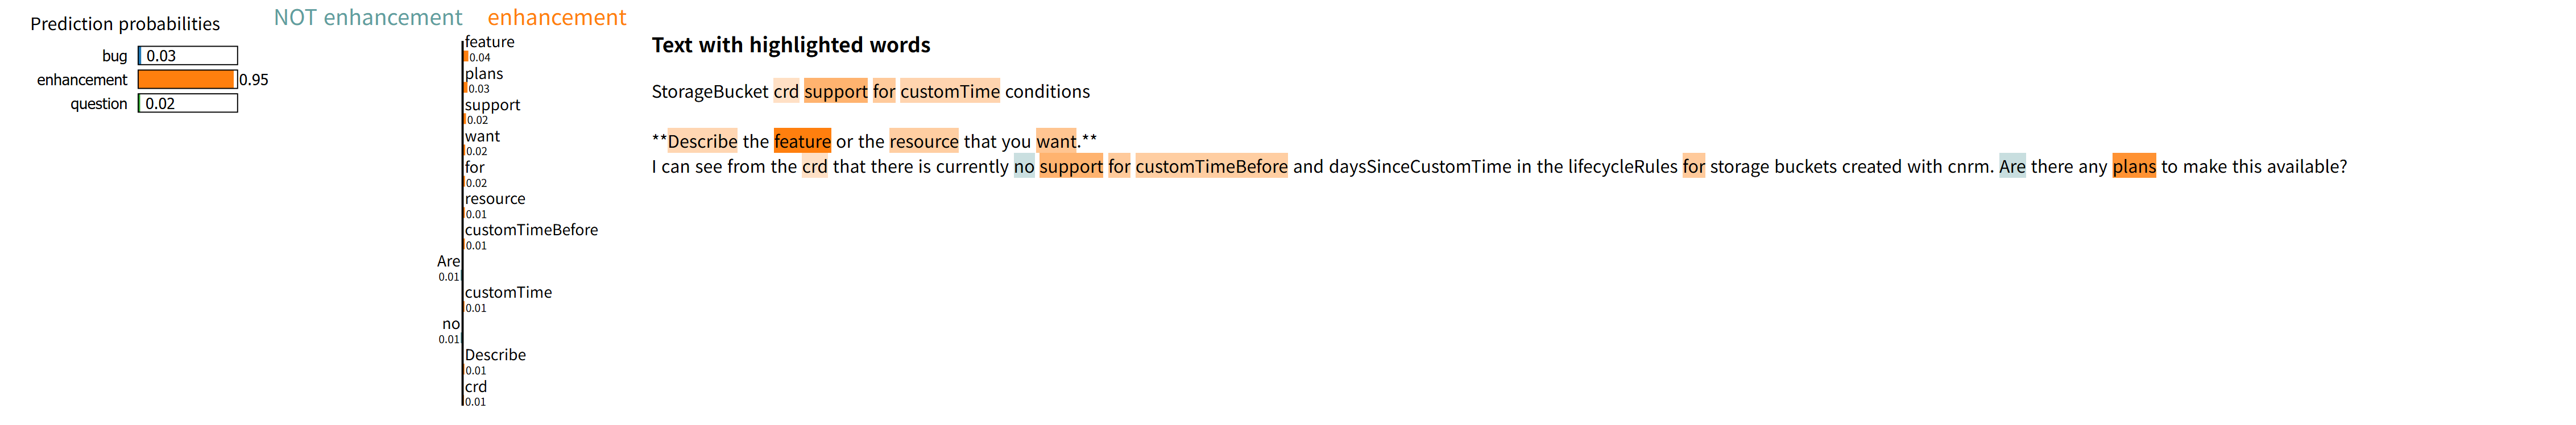 Prediction probabilities
bug 0.03
enhancement 0.95
question 0.02
NOT enhancement enhancement
feature
0.04
plans
0.03
support
0.02
want
0.02
for
0.02
resource
0.01
customTimeBefore
0.01
Are
0.01
customTime
0.01
no
0.01
Describe
0.01
crd
0.01
Text with highlighted words
StorageBucket crd support for customTime conditions
**Describe the feature or the resource that you want.**
I can see from the crd that there is currently no support for customTimeBefore and daysSinceCustomTime in the lifecycleRules for storage buckets created with cnrm. Are there any plans to make this available?